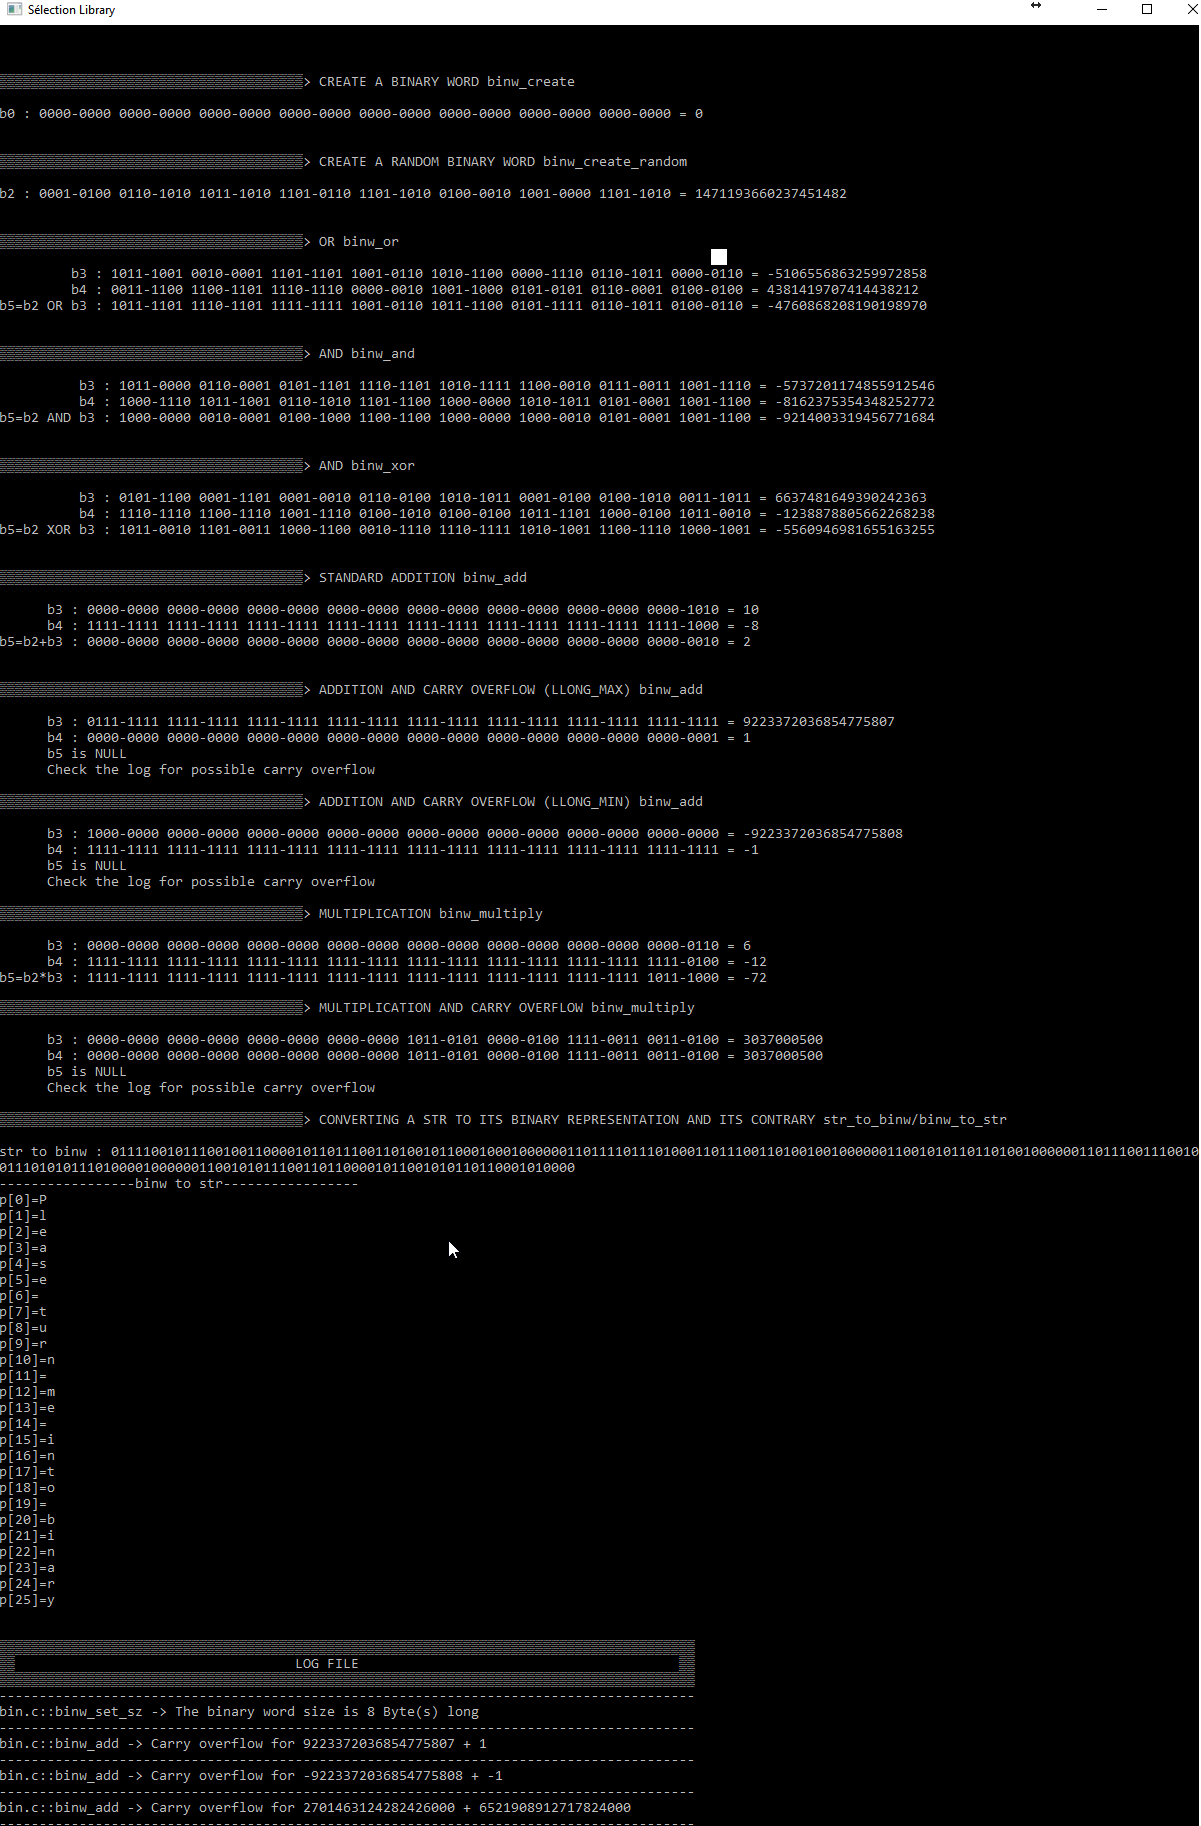 Sélection Library
> CREATE A BINARY WORD binw_create
b0 : 0000-0000 0000-0000 0000-0000 0000-0000 0000-0000 0000-0000 0000-0000 0000-0000 = 0
> CREATE A RANDOM BINARY WORD binw_create_random
b2 : 0001-0100 0110-1010 1011-1010 1101-0110 1101-1010 0100-0010 1001-0000 1101-1010 = 1471193660237451482
> OR binw_or
b3 : 1011-1001 0010-0001 1101-1101 1001-0110 1010-1100 0000-1110 0110-1011 0000-0110 = -5106556863259972858
b4 : 0011-1100 1100-1101 1110-1110 0000-0010 1001-1000 0101-0101 0110-0001 0100-0100 = 4381419707414438212
b5=b2 OR b3 : 1011-1101 1110-1101 1111-1111 1001-0110 1011-1100 0101-1111 0110-1011 0100-0110 = -4760868208190198970
> AND binw_and
b3 : 1011-0000 0110-0001 0101-1101 1110-1101 1010-1111 1100-0010 0111-0011 1001-1110 = -5737201174855912546
b4 : 1000-1110 1011-1001 0110-1010 1101-1100 1000-0000 1010-1011 0101-0001 1001-1100 = -8162375354348252772
b5=b2 AND b3 : 1000-0000 0010-0001 0100-1000 1100-1100 1000-0000 1000-0010 0101-0001 1001-1100 = -9214003319456771684
> AND binw_xor
b3 : 0101-1100 0001-1101 0001-0010 0110-0100 1010-1011 0001-0100 0100-1010 0011-1011 = 6637481649390242363
b4 : 1110-1110 1100-1110 1001-1110 0100-1010 0100-0100 1011-1101 1000-0100 1011-0010 = -1238878805662268238
b5=b2 XOR b3 : 1011-0010 1101-0011 1000-1100 0010-1110 1110-1111 1010-1001 1100-1110 1000-1001 = -5560946981655163255
> STANDARD ADDITION binw_add
b3 : 0000-0000 0000-0000 0000-0000 0000-0000 0000-0000 0000-0000 0000-0000 0000-1010 = 10
b4 : 1111-1111 1111-1111 1111-1111 1111-1111 1111-1111 1111-1111 1111-1111 1111-1000 = -8
b5=b2+b3 : 0000-0000 0000-0000 0000-0000 0000-0000 0000-0000 0000-0000 0000-0000 0000-0010 = 2
> ADDITION AND CARRY OVERFLOW (LLONG_MAX) binw_add
b3 : 0111-1111 1111-1111 1111-1111 1111-1111 1111-1111 1111-1111 1111-1111 1111-1111 = 9223372036854775807
b4 : 0000-0000 0000-0000 0000-0000 0000-0000 0000-0000 0000-0000 0000-0000 0000-0001 = 1
b5 is NULL
Check the log for possible carry overflow
> ADDITION AND CARRY OVERFLOW (LLONG_MIN) binw_add
b3 : 1000-0000 0000-0000 0000-0000 0000-0000 0000-0000 0000-0000 0000-0000 0000-0000 = -9223372036854775808
b4 : 1111-1111 1111-1111 1111-1111 1111-1111 1111-1111 1111-1111 1111-1111 1111-1111 = -1
b5 is NULL
Check the log for possible carry overflow
> MULTIPLICATION binw_multiply
b3 : 0000-0000 0000-0000 0000-0000 0000-0000 0000-0000 0000-0000 0000-0000 0000-0110 = 6
b4 : 1111-1111 1111-1111 1111-1111 1111-1111 1111-1111 1111-1111 1111-1111 1111-0100 = -12
b5=b2*b3 : 1111-1111 1111-1111 1111-1111 1111-1111 1111-1111 1111-1111 1111-1111 1011-1000 = -72
> MULTIPLICATION AND CARRY OVERFLOW binw_multiply
b3 : 0000-0000 0000-0000 0000-0000 0000-0000 1011-0101 0000-0100 1111-0011 0011-0100 = 3037000500
b4 : 0000-0000 0000-0000 0000-0000 0000-0000 1011-0101 0000-0100 1111-0011 0011-0100 = 3037000500
b5 is NULL
Check the log for possible carry overflow
> CONVERTING A STR TO ITS BINARY REPRESENTATION AND ITS CONTRARY str_to_binw/binw_to_str
str to binw : 0111100101110010011000010110111001101001011000100010000001101111011101000110111001101001001000000110010101101101001000000110111001110010
011101010111010000100000011001010111001101100001011001010110110001010000
-----------------binw to str-----------------
p[0]=P
p[1]=l
p[2]=e
p[3]=a
p[4]=s
p[5]=e
p[6]=
p[7]=t
p[8]=u
p[9]=r
p[10]=n
p[11]=
p[12]=m
p[13]=e
p[14]=
p[15]=i
p[16]=n
p[17]=t
p[18]=o
p[19]=
p[20]=b
p[21]=i
p[22]=n
p[23]=a
p[24]=r
p[25]=y
LOG FILE
bin.c::binw_set_sz -> The binary word size is 8 Byte(s) long
bin.c::binw_add -> Carry overflow for 9223372036854775807 + 1
bin.c::binw_add -> Carry overflow for -9223372036854775808 + -1
bin.c::binw_add -> Carry overflow for 2701463124282426000 + 6521908912717824000